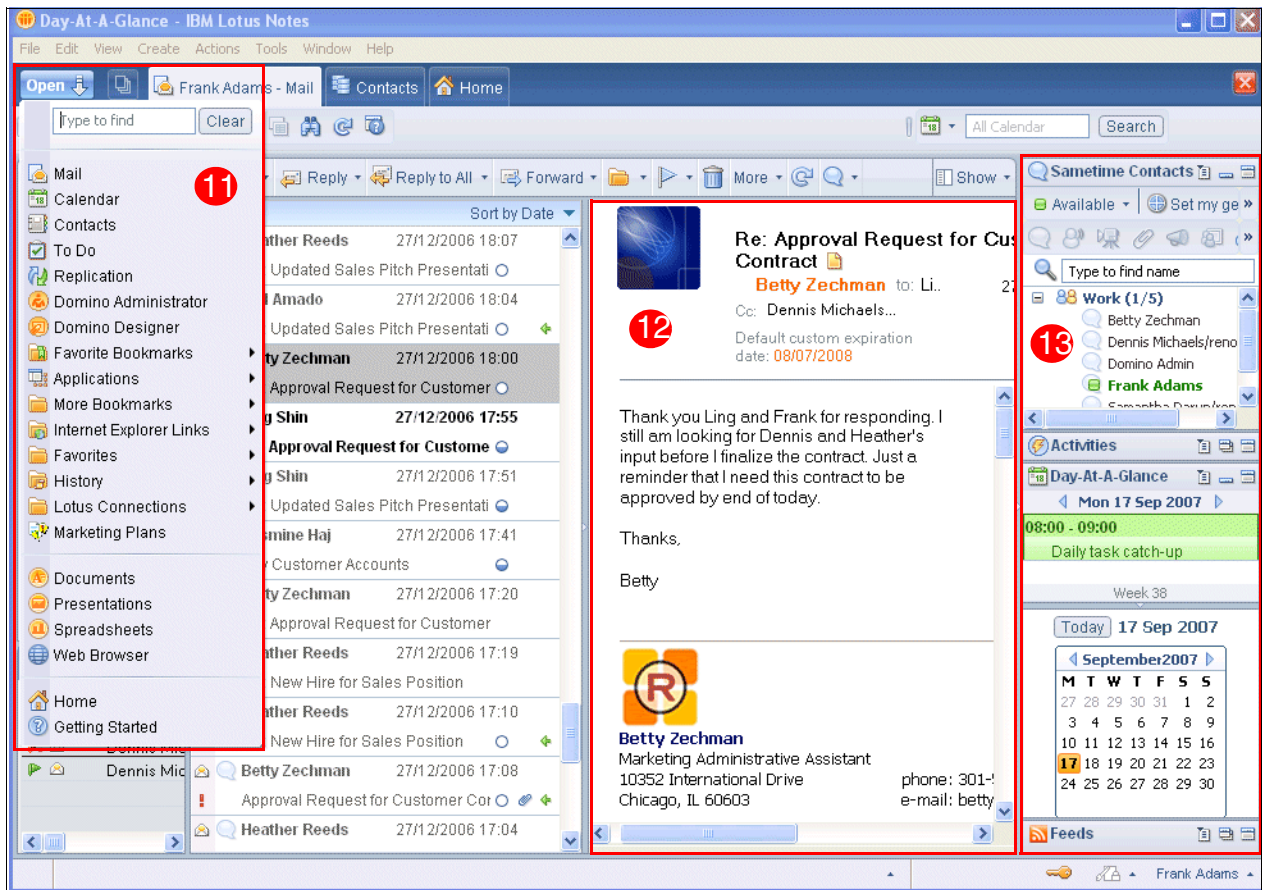 Day-At-A-Glance - IBM Lotus Notes
File Edit View Create Actions Tools Window Help
Open Frank Adams - Mail Contacts Home
Type to find Clear
All Calendar Search
11
Mail
Calendar
Contacts
To Do
Replication
Domino Administrator
Domino Designer
Favorite Bookmarks
Applications
More Bookmarks
Internet Explorer Links
Favorites
History
Lotus Connections
Marketing Plans
Documents
Presentations
Spreadsheets
Web Browser
Home
Getting Started
Dennis Mic
Reply Reply to All Forward More Show
Sort by Date
ther Reeds 27/12/2006 18:07
Updated Sales Pitch Presentati
Amado 27/12/2006 18:04
Updated Sales Pitch Presentati
ty Zechman 27/12/2006 18:00
Approval Request for Customer
g Shin 27/12/2006 17:55
Approval Request for Custome
g Shin 27/12/2006 17:51
Updated Sales Pitch Presentati
smine Haj 27/12/2006 17:41
Customer Accounts
ty Zechman 27/12/2006 17:20
Approval Request for Customer
ther Reeds 27/12/2006 17:19
New Hire for Sales Position
ther Reeds 27/12/2006 17:10
New Hire for Sales Position
Betty Zechman 27/12/2006 17:08
Approval Request for Customer Cor
Heather Reeds 27/12/2006 17:04
12
Re: Approval Request for Cus
Contract
Betty Zechman to: Li.. 27
Cc: Dennis Michaels...
Default custom expiration
date: 08/07/2008
Thank you Ling and Frank for responding. I
still am looking for Dennis and Heather's
input before I finalize the contract. Just a
reminder that I need this contract to be
approved by end of today.
Thanks,
Betty
R
Betty Zechman
Marketing Administrative Assistant
10352 International Drive phone: 301-5
Chicago, IL 60603 e-mail: betty
Sametime Contacts
Available Set my ge »
»
Type to find name
13
Work (1/5)
Betty Zechman
Dennis Michaels/reno
Domino Admin
Frank Adams
Activities
Day-At-A-Glance
Mon 17 Sep 2007
08:00 - 09:00
Daily task catch-up
Week 38
Today 17 Sep 2007
September2007
M T W T F S S
27 28 29 30 31 1 2
3 4 5 6 7 8 9
10 11 12 13 14 15 16
17 18 19 20 21 22 23
24 25 26 27 28 29 30
Feeds
Frank Adams